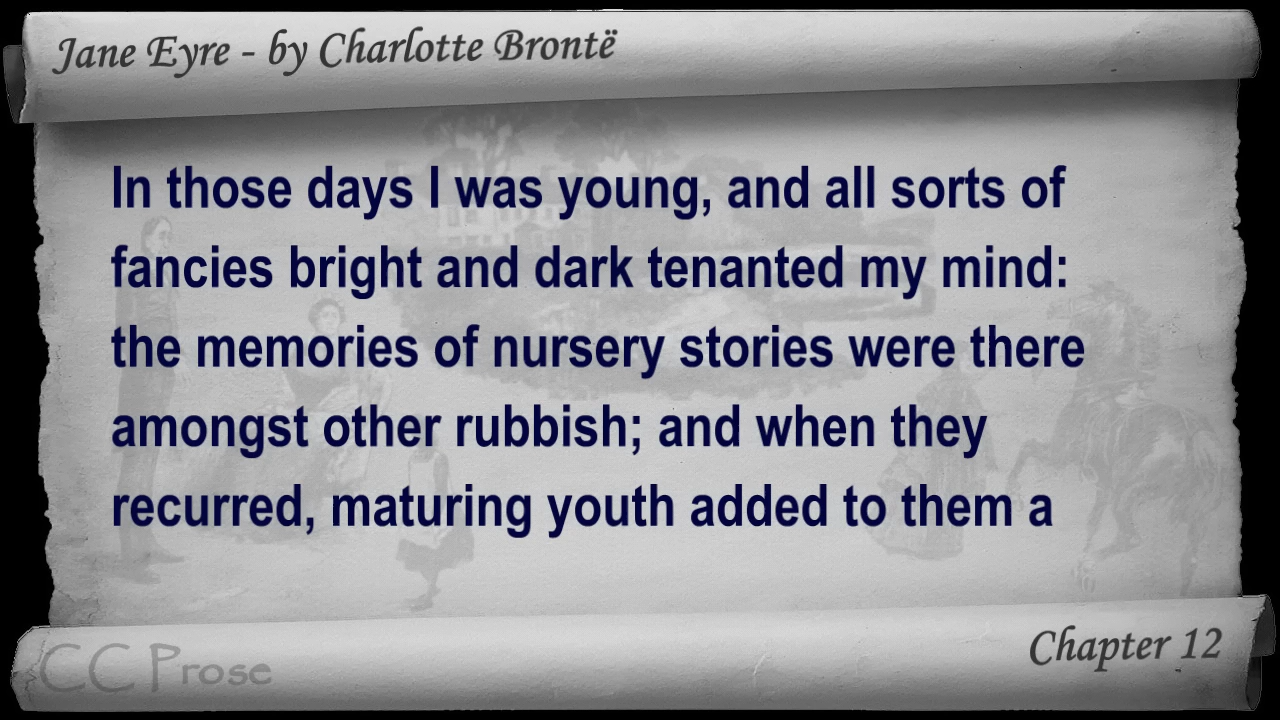 Jane Eyre - by Charlotte Brontë
In those days I was young, and all sorts of
fancies bright and dark tenanted my mind:
the memories of nursery stories were there
amongst other rubbish; and when they
recurred, maturing youth added to them a
Chapter 12
CC Prose